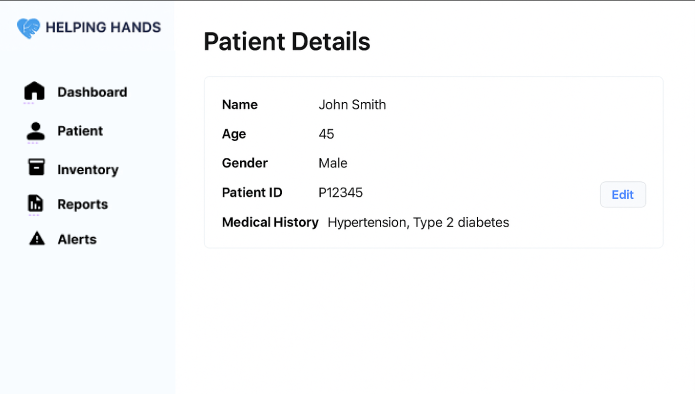 HELPING HANDS
Dashboard
Patient
Inventory
Reports
Alerts
Patient Details
Name John Smith
Age 45
Gender Male
Patient ID P12345
Edit
Medical History Hypertension, Type 2 diabetes